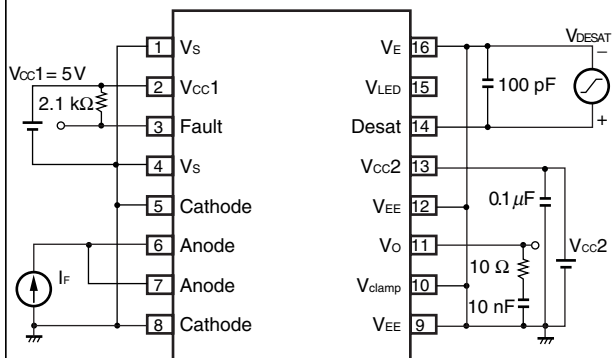 VCC1 = 5 V
2.1 kΩ
IF
1 VS
2 VCC1
3 Fault
4 VS
5 Cathode
6 Anode
7 Anode
8 Cathode
VE 16
VLED 15
Desat 14
VCC2 13
VEE 12
VO 11
Vclamp 10
VEE 9
100 pF
VDESAT
−
+
0.1 μF
10 Ω
10 nF
VCC2